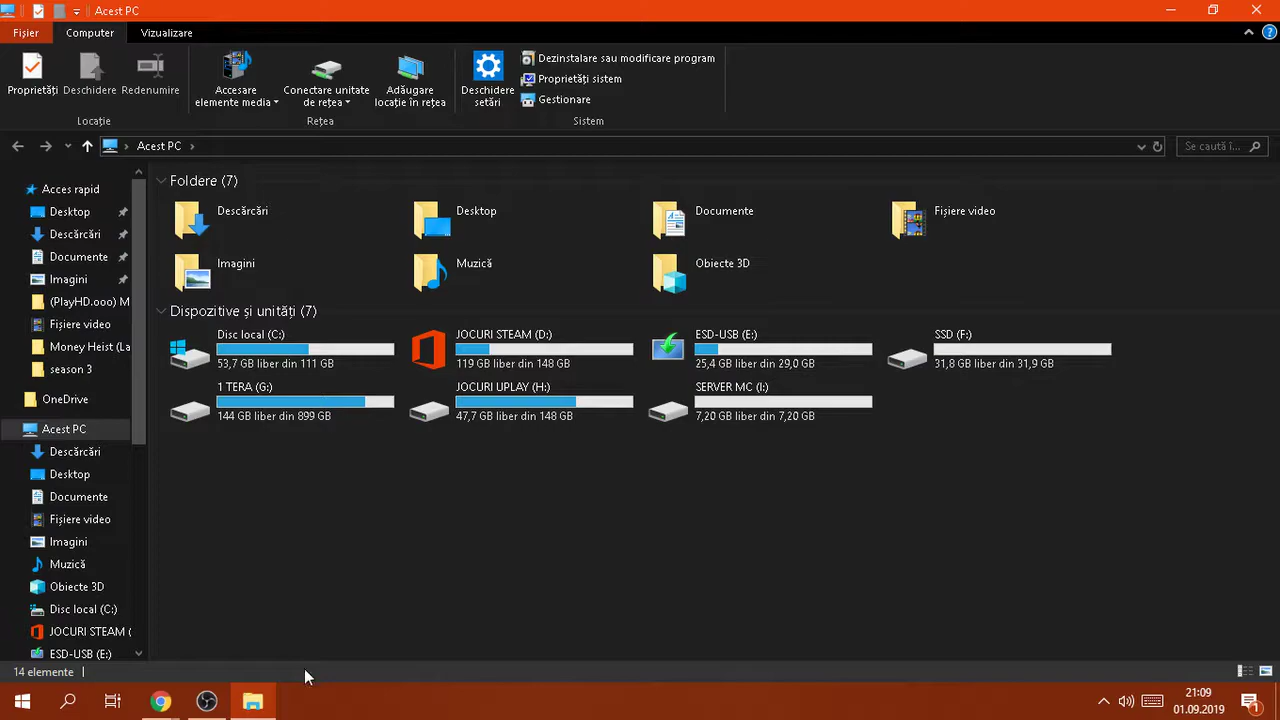 Acest PC
Fișier
Computer
Vizualizare
Proprietăți
Deschidere
Redenumire
Locație
Accesare
elemente media
Conectare unitate
de rețea
Adăugare
locație în rețea
Rețea
Deschidere
setări
Dezinstalare sau modificare program
Proprietăți sistem
Gestionare
Sistem
Acest PC
Se caută î...
Acces rapid
Desktop
Descărcări
Documente
Imagini
(PlayHD.ooo) M
Fișiere video
Money Heist (La
season 3
OneDrive
Acest PC
Descărcări
Desktop
Documente
Fișiere video
Imagini
Muzică
Obiecte 3D
Disc local (C:)
JOCURI STEAM (
ESD-USB (E:)
Foldere (7)
Descărcări
Desktop
Documente
Fișiere video
Imagini
Muzică
Obiecte 3D
Dispozitive și unități (7)
Disc local (C:)
53,7 GB liber din 111 GB
JOCURI STEAM (D:)
119 GB liber din 148 GB
ESD-USB (E:)
25,4 GB liber din 29,0 GB
SSD (F:)
31,8 GB liber din 31,9 GB
1 TERA (G:)
144 GB liber din 899 GB
JOCURI UPLAY (H:)
47,7 GB liber din 148 GB
SERVER MC (I:)
7,20 GB liber din 7,20 GB
14 elemente
21:09
01.09.2019
1